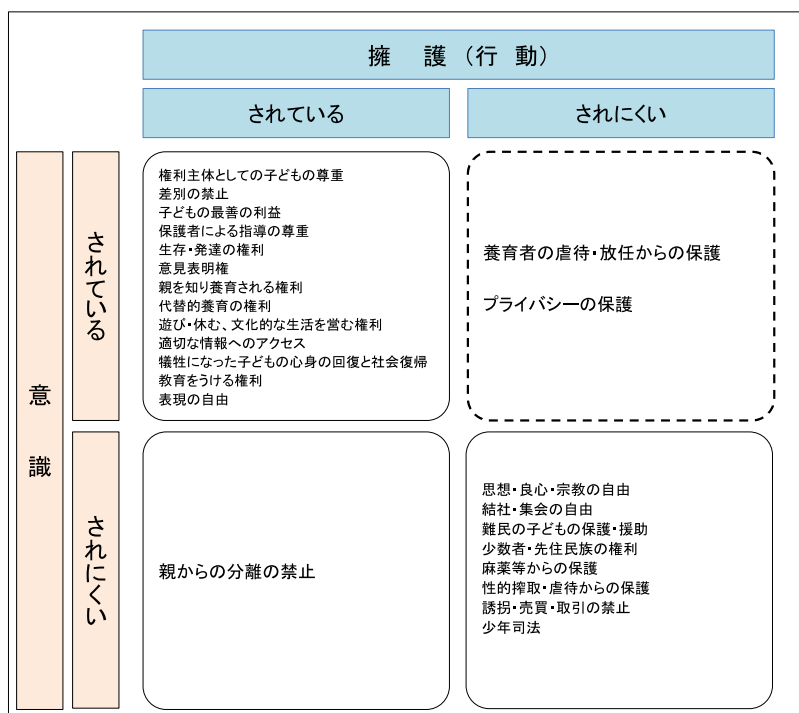 擁　護（行　動）
されている
されにくい
意　識
されている
権利主体としての子どもの尊重
差別の禁止
子どもの最善の利益
保護者による指導の尊重
生存・発達の権利
意見表明権
親を知り養育される権利
代替的養育の権利
遊び・休む、文化的な生活を営む権利
適切な情報へのアクセス
犠牲になった子どもの心身の回復と社会復帰
教育をうける権利
表現の自由
養育者の虐待・放任からの保護
プライバシーの保護
されにくい
親からの分離の禁止
思想・良心・宗教の自由
結社・集会の自由
難民の子どもの保護・援助
少数者・先住民族の権利
麻薬等からの保護
性的搾取・虐待からの保護
誘拐・売買・取引の禁止
少年司法